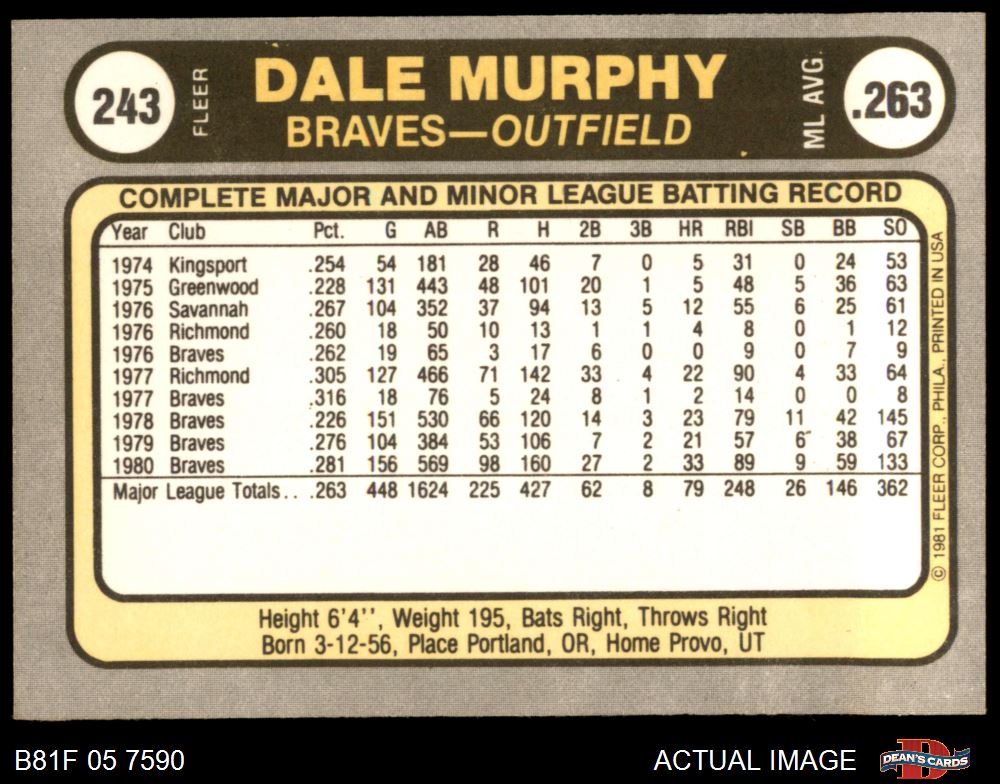 243 FLEER DALE MURPHY ML AVG. .263
BRAVES—OUTFIELD
COMPLETE MAJOR AND MINOR LEAGUE BATTING RECORD
Year Club Pct. G AB R H 2B 3B HR RBI SB BB SO
1974 Kingsport .254 54 181 28 46 7 0 5 31 0 24 53
1975 Greenwood .228 131 443 48 101 20 1 5 48 5 36 63
1976 Savannah .267 104 352 37 94 13 5 12 55 6 25 61
1976 Richmond .260 18 50 10 13 1 1 4 8 0 1 12
1976 Braves .262 19 65 3 17 6 0 0 9 0 7 9
1977 Richmond .305 127 466 71 142 33 4 22 90 4 33 64
1977 Braves .316 18 76 5 24 8 1 2 14 0 0 8
1978 Braves .226 151 530 66 120 14 3 23 79 11 42 145
1979 Braves .276 104 384 53 106 7 2 21 57 6 38 67
1980 Braves .281 156 569 98 160 27 2 33 89 9 59 133
Major League Totals.. .263 448 1624 225 427 62 8 79 248 26 146 362
© 1981 FLEER CORP., PHILA., PRINTED IN USA
Height 6'4'', Weight 195, Bats Right, Throws Right
Born 3-12-56, Place Portland, OR, Home Provo, UT
B81F 05 7590 ACTUAL IMAGE D DEAN'S CARDS